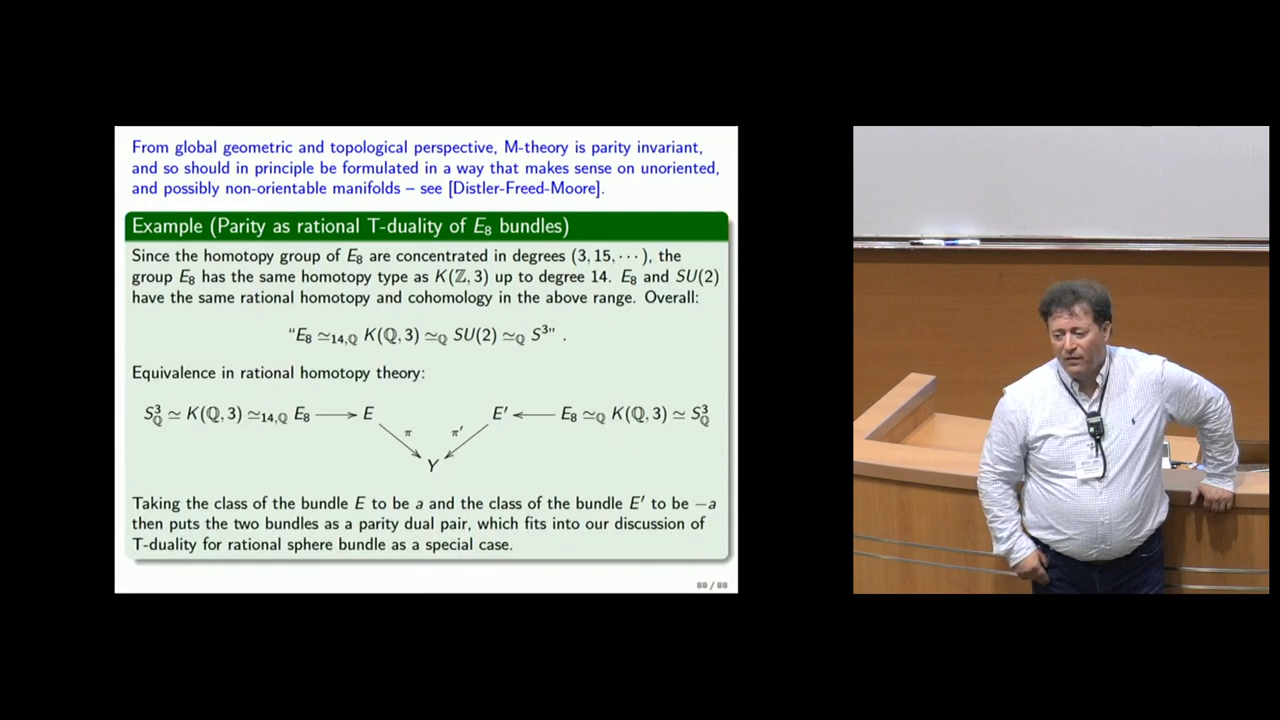 From global geometric and topological perspective, M-theory is parity invariant,
and so should in principle be formulated in a way that makes sense on unoriented,
and possibly non-orientable manifolds – see [Distler-Freed-Moore].
Example (Parity as rational T-duality of E₈ bundles)
Since the homotopy group of E₈ are concentrated in degrees (3, 15, ⋯), the
group E₈ has the same homotopy type as K(ℤ, 3) up to degree 14. E₈ and SU(2)
have the same rational homotopy and cohomology in the above range. Overall:
“E₈ ≃₁₄,ℚ K(ℚ, 3) ≃ℚ SU(2) ≃ℚ S³” .
Equivalence in rational homotopy theory:
S³ℚ ≃ K(ℚ, 3) ≃₁₄,ℚ E₈ ⟶ E E′ ⟵ E₈ ≃ℚ K(ℚ, 3) ≃ S³ℚ
π π′
Y
Taking the class of the bundle E to be a and the class of the bundle E′ to be −a
then puts the two bundles as a parity dual pair, which fits into our discussion of
T-duality for rational sphere bundle as a special case.
88 / 88